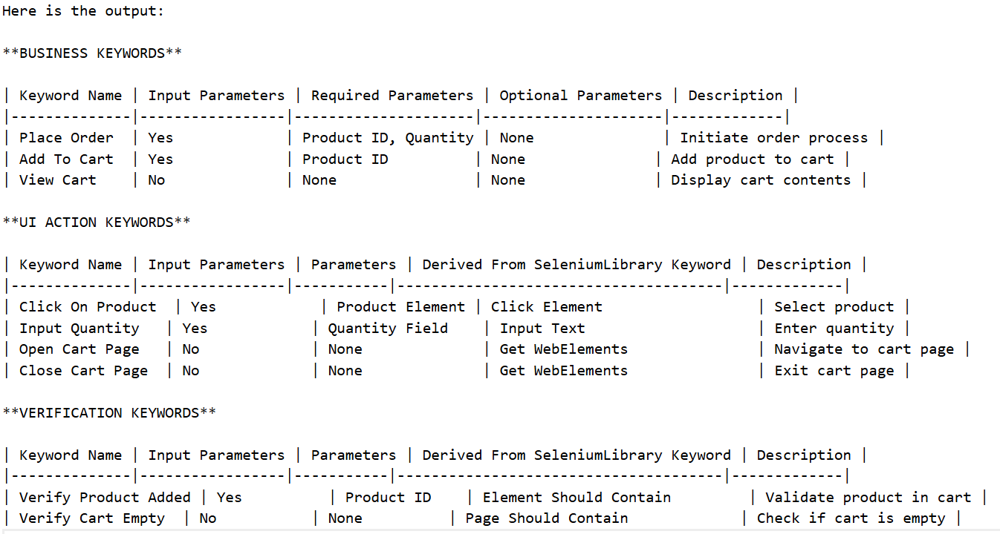 Here is the output:
**BUSINESS KEYWORDS**
| Keyword Name | Input Parameters | Required Parameters | Optional Parameters | Description |
|--------------|-----------------|---------------------|---------------------|-------------|
| Place Order  | Yes             | Product ID, Quantity | None               | Initiate order process |
| Add To Cart  | Yes             | Product ID          | None               | Add product to cart |
| View Cart    | No              | None                | None               | Display cart contents |
**UI ACTION KEYWORDS**
| Keyword Name | Input Parameters | Parameters | Derived From SeleniumLibrary Keyword | Description |
|--------------|-----------------|-----------|--------------------------------------|-------------|
| Click On Product  | Yes            | Product Element | Click Element                  | Select product |
| Input Quantity   | Yes            | Quantity Field    | Input Text                    | Enter quantity |
| Open Cart Page   | No             | None              | Get WebElements               | Navigate to cart page |
| Close Cart Page  | No             | None              | Get WebElements               | Exit cart page |
**VERIFICATION KEYWORDS**
| Keyword Name | Input Parameters | Parameters | Derived From SeleniumLibrary Keyword | Description |
|--------------|-----------------|-----------|--------------------------------------|-------------|
| Verify Product Added | Yes          | Product ID    | Element Should Contain         | Validate product in cart |
| Verify Cart Empty  | No           | None          | Page Should Contain             | Check if cart is empty |